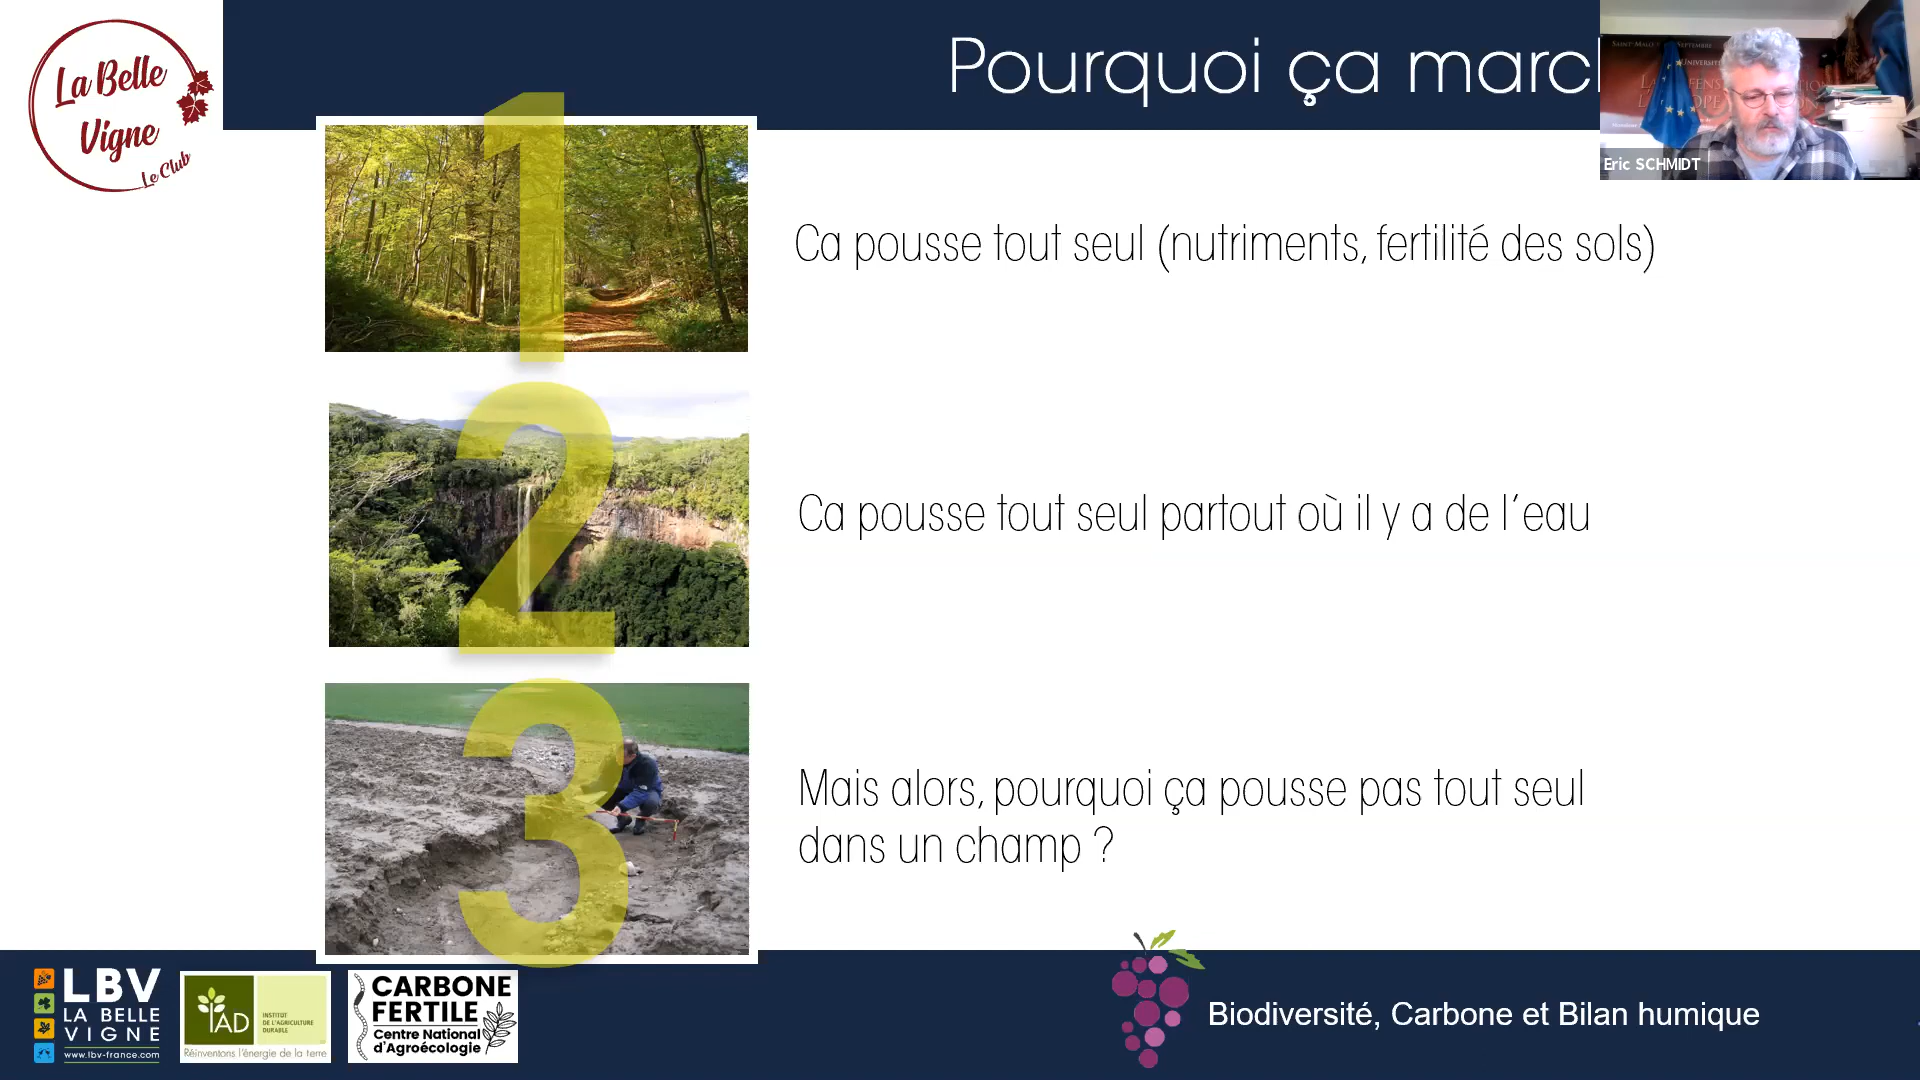 La Belle
Vigne
Le Club
Pourquoi ça marc
Eric SCHMIDT
1
Ca pousse tout seul (nutriments, fertilité des sols)
2
Ca pousse tout seul partout où il y a de l'eau
3
Mais alors, pourquoi ça pousse pas tout seul
dans un champ ?
LBV
LA BELLE
VIGNE
www.lbv-france.com
IAD
INSTITUT
DE L'AGRICULTURE
DURABLE
Réinventons l'énergie de la terre
CARBONE
FERTILE
Centre National
d'Agroécologie
Biodiversité, Carbone et Bilan humique